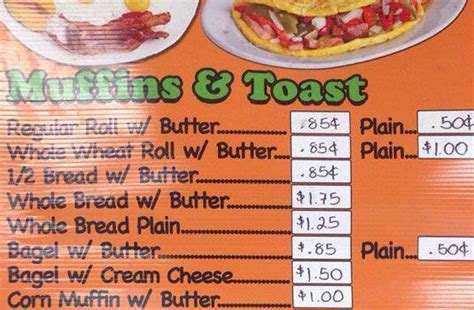 Muffins & Toast
Regular Roll w/ Butter............ .85¢ Plain.... .50¢
Whole Wheat Roll w/ Butter....... .85¢ Plain... $1.00
1/2 Bread w/ Butter................ .85¢
Whole Bread w/ Butter............ $1.75
Whole Bread Plain................. $1.25
Bagel w/ Butter.................... $.85 Plain.... .50¢
Bagel w/ Cream Cheese.......... $1.50
Corn Muffin w/ Butter............ $1.00